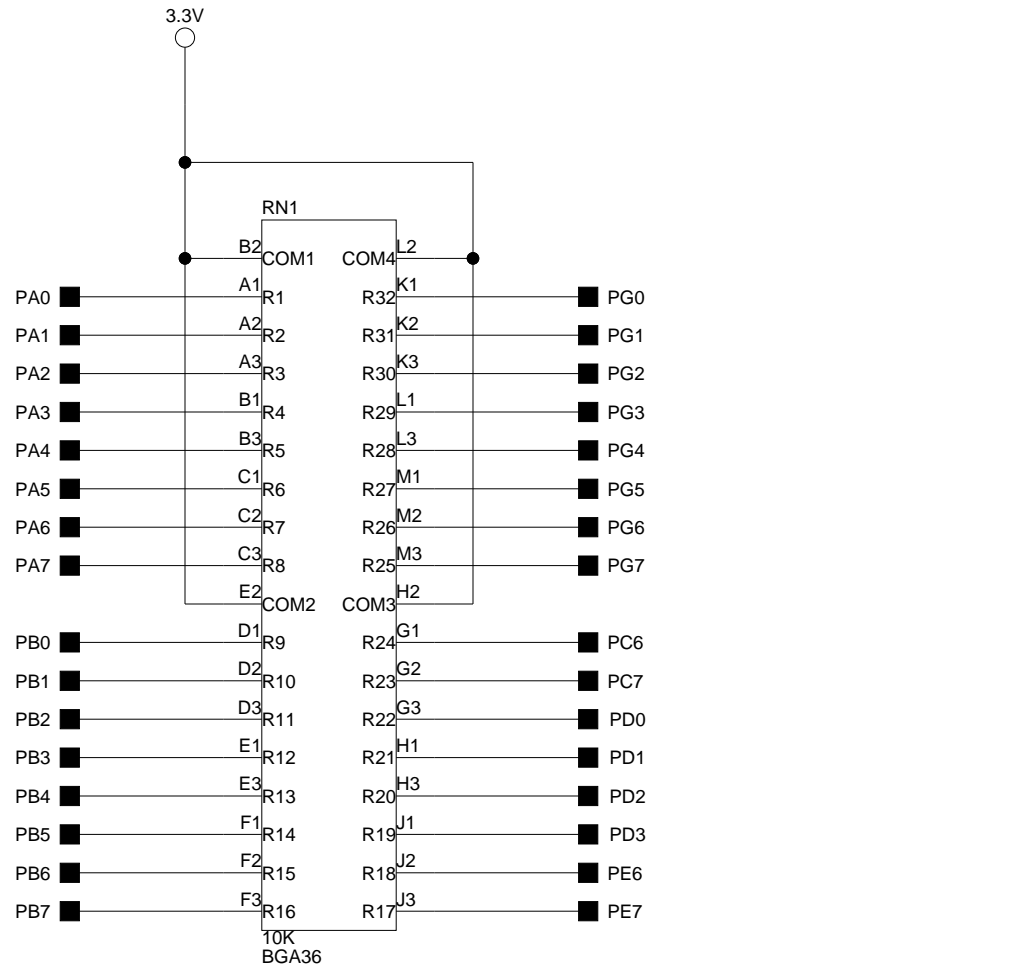 3.3V
RN1
B2 COM1 COM4 L2
PA0 A1 R1 R32 K1 PG0
PA1 A2 R2 R31 K2 PG1
PA2 A3 R3 R30 K3 PG2
PA3 B1 R4 R29 L1 PG3
PA4 B3 R5 R28 L3 PG4
PA5 C1 R6 R27 M1 PG5
PA6 C2 R7 R26 M2 PG6
PA7 C3 R8 R25 M3 PG7
E2 COM2 COM3 H2
PB0 D1 R9 R24 G1 PC6
PB1 D2 R10 R23 G2 PC7
PB2 D3 R11 R22 G3 PD0
PB3 E1 R12 R21 H1 PD1
PB4 E3 R13 R20 H3 PD2
PB5 F1 R14 R19 J1 PD3
PB6 F2 R15 R18 J2 PE6
PB7 F3 R16 R17 J3 PE7
10K
BGA36